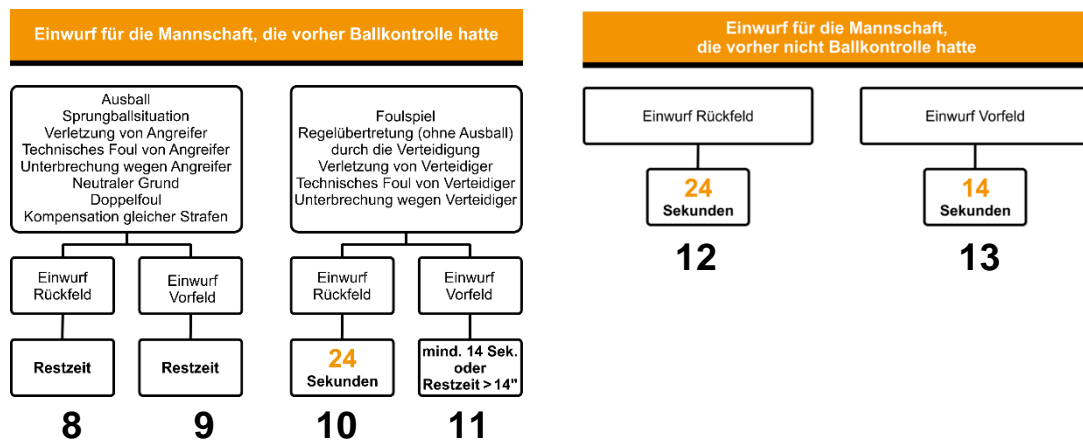 Einwurf für die Mannschaft, die vorher Ballkontrolle hatte
Ausball
Sprungballsituation
Verletzung von Angreifer
Technisches Foul von Angreifer
Unterbrechung wegen Angreifer
Neutraler Grund
Doppelfoul
Kompensation gleicher Strafen
Foulspiel
Regelübertretung (ohne Ausball)
durch die Verteidigung
Verletzung von Verteidiger
Technisches Foul von Verteidiger
Unterbrechung wegen Verteidiger
Einwurf
Rückfeld
Einwurf
Vorfeld
Einwurf
Rückfeld
Einwurf
Vorfeld
Restzeit
Restzeit
24
Sekunden
mind. 14 Sek.
oder
Restzeit > 14"
8
9
10
11
Einwurf für die Mannschaft,
die vorher nicht Ballkontrolle hatte
Einwurf Rückfeld
Einwurf Vorfeld
24
Sekunden
14
Sekunden
12
13